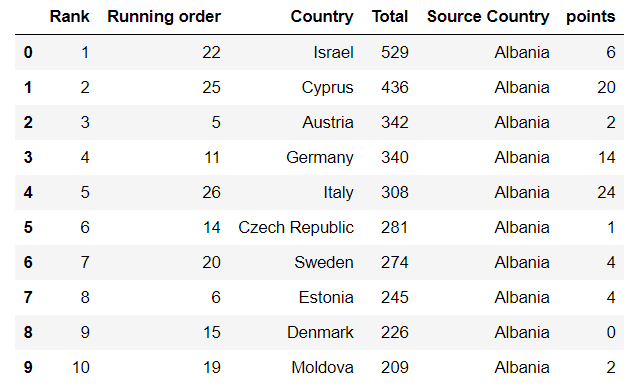 Rank Running order Country Total Source Country points
0 1 22 Israel 529 Albania 6
1 2 25 Cyprus 436 Albania 20
2 3 5 Austria 342 Albania 2
3 4 11 Germany 340 Albania 14
4 5 26 Italy 308 Albania 24
5 6 14 Czech Republic 281 Albania 1
6 7 20 Sweden 274 Albania 4
7 8 6 Estonia 245 Albania 4
8 9 15 Denmark 226 Albania 0
9 10 19 Moldova 209 Albania 2